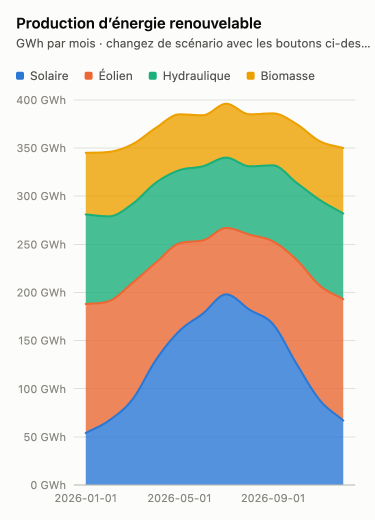 Production d’énergie renouvelable
GWh par mois · changez de scénario avec les boutons ci-des...
Solaire Éolien Hydraulique Biomasse
400 GWh
350 GWh
300 GWh
250 GWh
200 GWh
150 GWh
100 GWh
50 GWh
0 GWh
2026-01-01 2026-05-01 2026-09-01